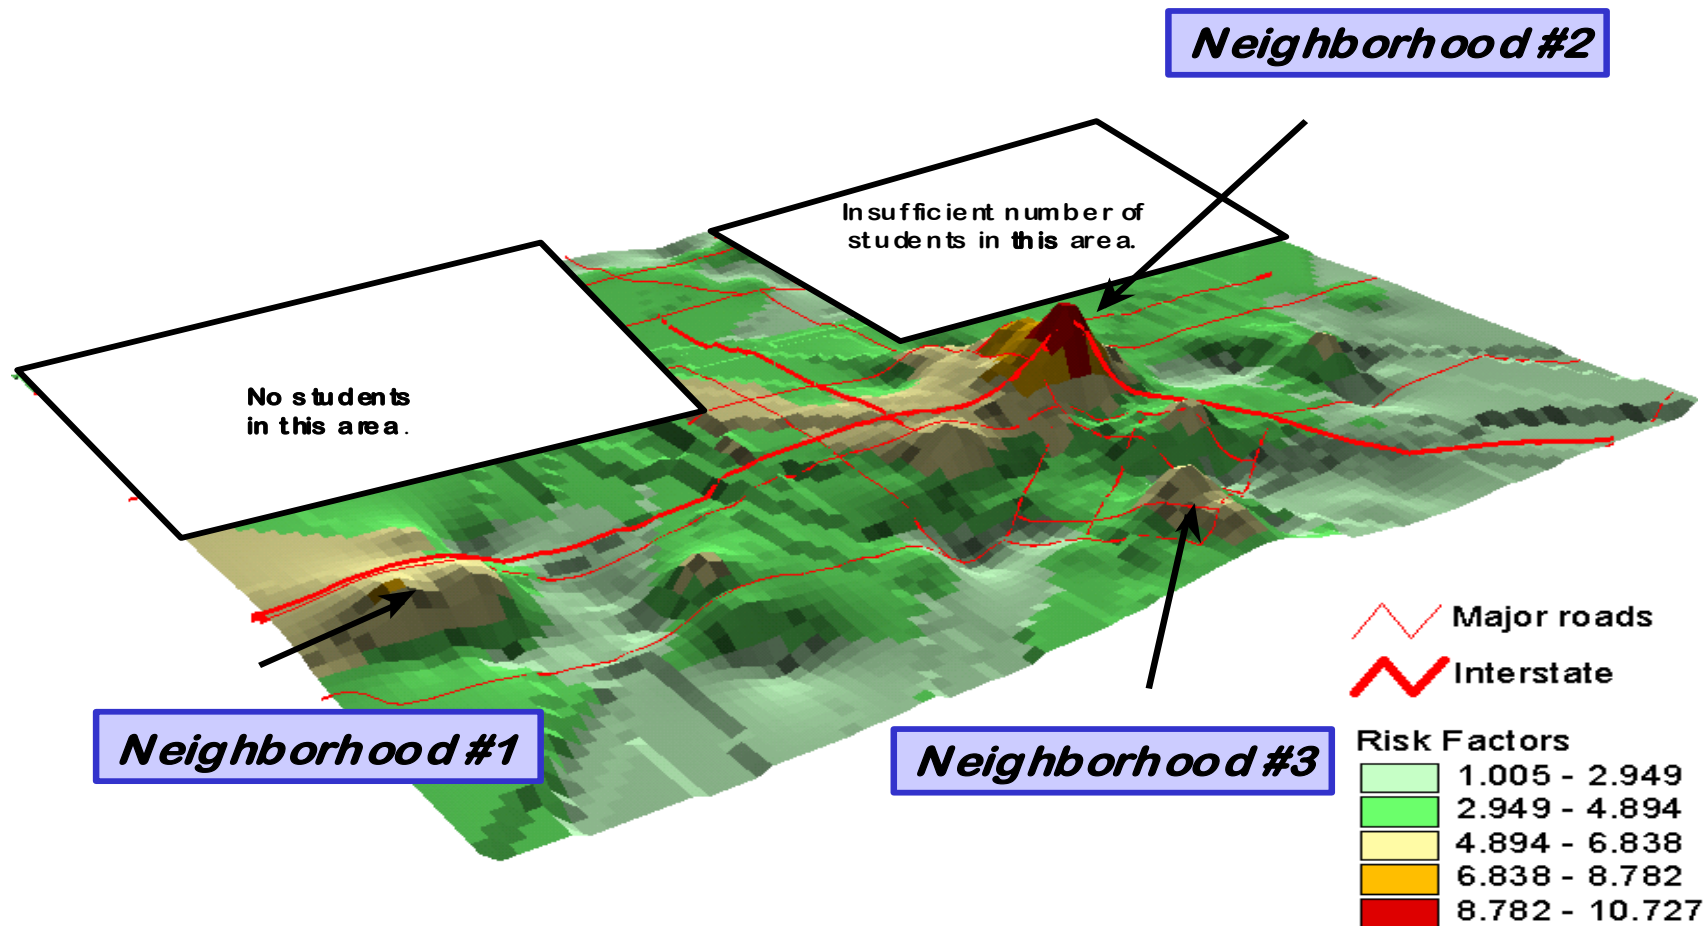 Neighborhood #2
Insufficient number of
students in this area.
No students
in this area.
Neighborhood #1
Neighborhood #3
Major roads
Interstate
Risk Factors
1.005 - 2.949
2.949 - 4.894
4.894 - 6.838
6.838 - 8.782
8.782 - 10.727